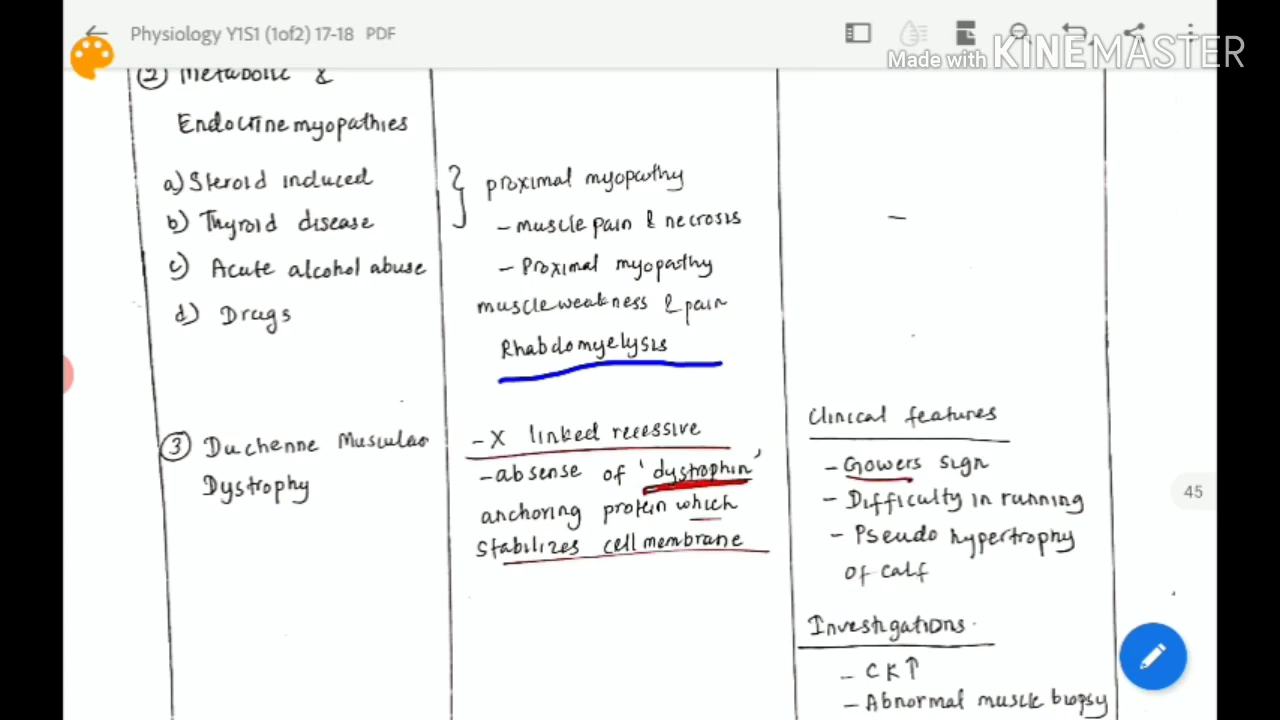 Physiology Y1S1 (1of2) 17-18 PDF
Made with KINEMASTER
② Metabolic &
Endocrine myopathies
a) Steroid induced
b) Thyroid disease
c) Acute alcohol abuse
d) Drugs
proximal myopathy
- muscle pain & necrosis
- Proximal myopathy
muscle weakness & pain
Rhabdomyelysis
-
③ Duchenne Muscular
Dystrophy
- X linked recessive
- absense of 'dystrophin'
anchoring protein which
stabilizes cell membrane
Clinical features
- Gowers sign
- Difficulty in running
- Pseudo hypertrophy
of calf
Investigations.
- CK↑
- Abnormal muscle biopsy
45